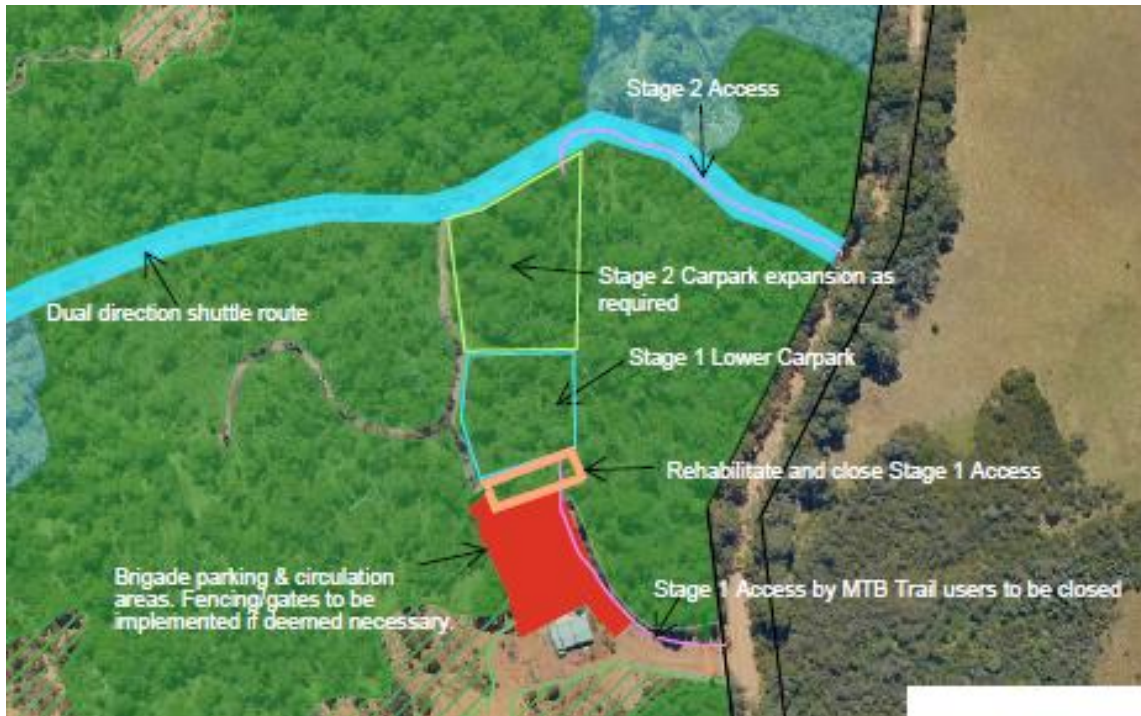 Stage 2 Access
Stage 2 Carpark expansion as
required
Dual direction shuttle route
Stage 1 Lower Carpark
Rehabilitate and close Stage 1 Access
Brigade parking & circulation
areas. Fencing/gates to be
implemented if deemed necessary.
Stage 1 Access by MTB Trail users to be closed